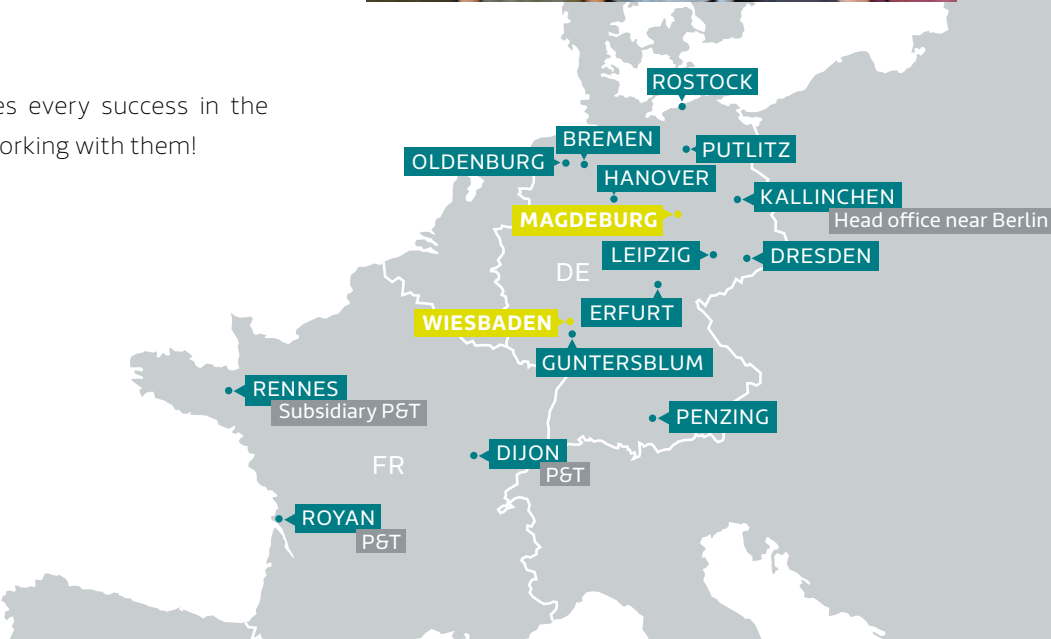 es every success in the
orking with them!
ROSTOCK
BREMEN
PUTLITZ
OLDENBURG
HANOVER
KALLINCHEN
Head office near Berlin
MAGDEBURG
LEIPZIG
DRESDEN
DE
ERFURT
WIESBADEN
GUNTERSBLUM
RENNES
Subsidiary P&T
PENZING
DIJON
FR
P&T
ROYAN
P&T